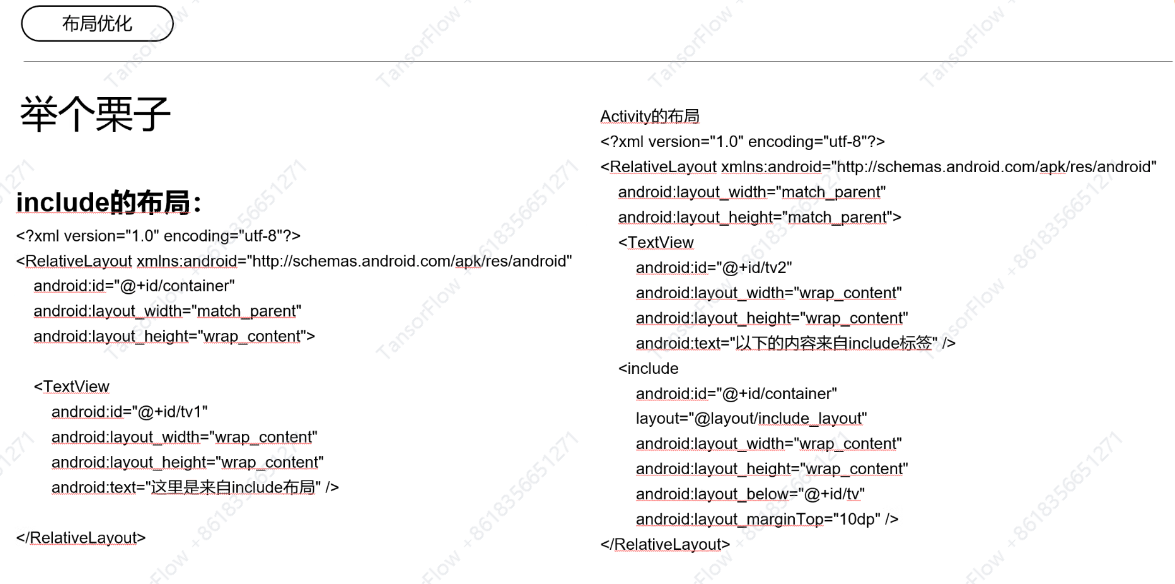 布局优化
举个栗子
include的布局：
<?xml version="1.0" encoding="utf-8"?>
<RelativeLayout xmlns:android="http://schemas.android.com/apk/res/android"
android:id="@+id/container"
android:layout_width="match_parent"
android:layout_height="wrap_content">
<TextView
android:id="@+id/tv1"
android:layout_width="wrap_content"
android:layout_height="wrap_content"
android:text="这里是来自include布局" />
</RelativeLayout>
Activity的布局
<?xml version="1.0" encoding="utf-8"?>
<RelativeLayout xmlns:android="http://schemas.android.com/apk/res/android"
android:layout_width="match_parent"
android:layout_height="match_parent">
<TextView
android:id="@+id/tv2"
android:layout_width="wrap_content"
android:layout_height="wrap_content"
android:text="以下的内容来自include标签" />
<include
android:id="@+id/container"
layout="@layout/include_layout"
android:layout_width="wrap_content"
android:layout_height="wrap_content"
android:layout_below="@+id/tv"
android:layout_marginTop="10dp" />
</RelativeLayout>
TansorFlow +8618356651271